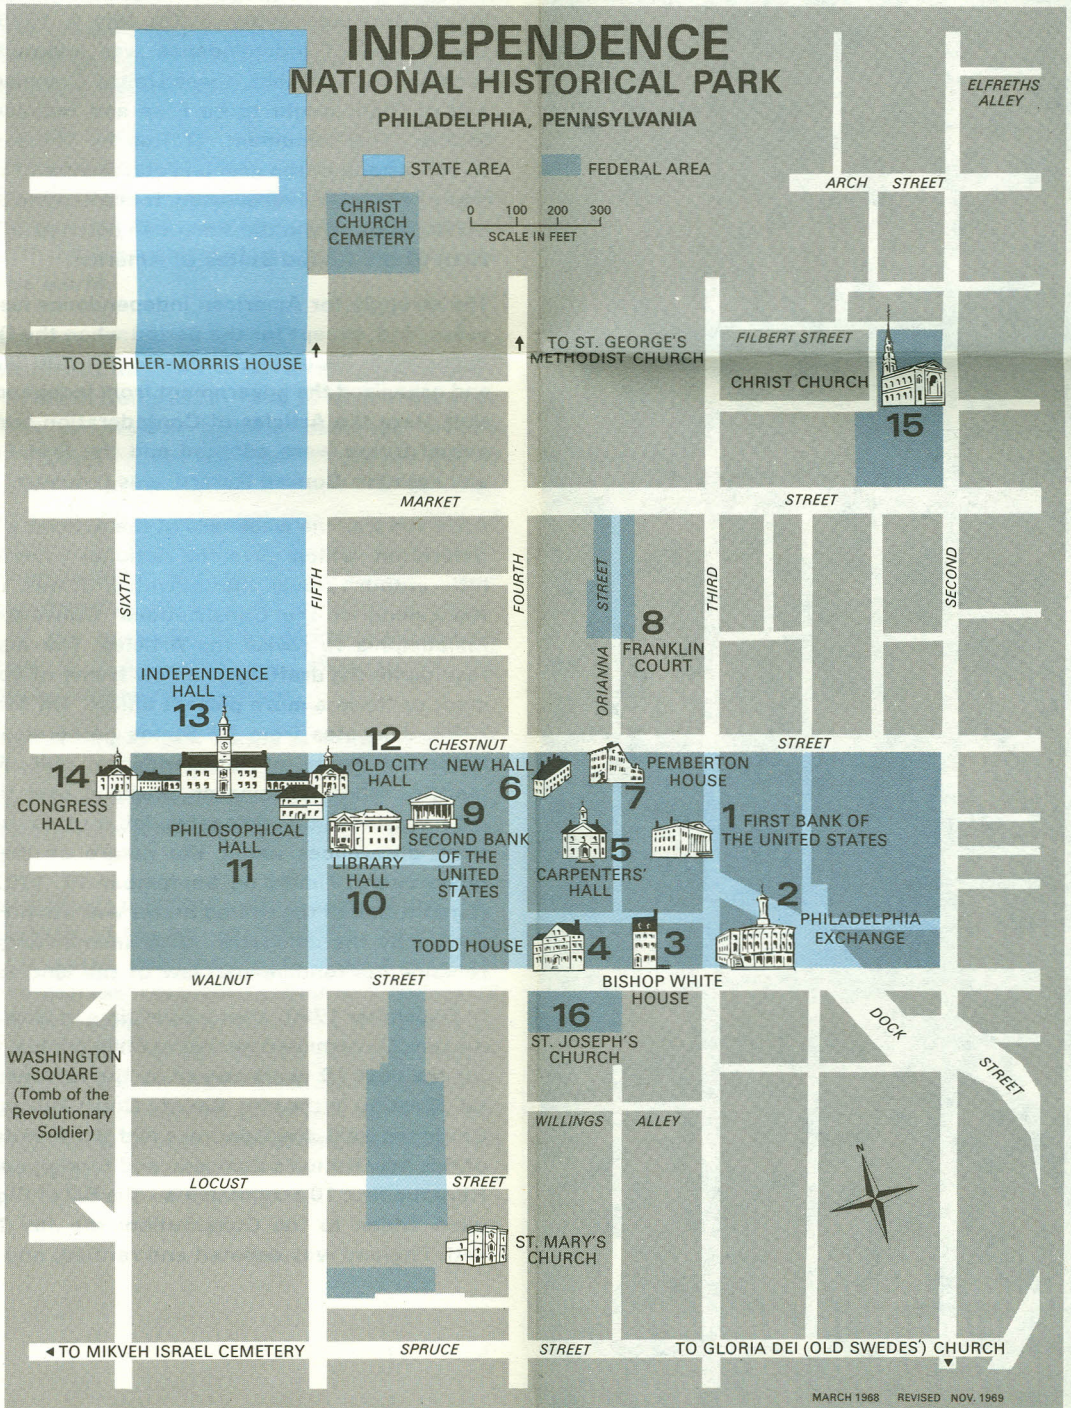 INDEPENDENCE
NATIONAL HISTORICAL PARK
PHILADELPHIA, PENNSYLVANIA
STATE AREA
FEDERAL AREA
0 100 200 300
SCALE IN FEET
ELFRETHS
ALLEY
ARCH STREET
CHRIST
CHURCH
CEMETERY
TO DESHLER-MORRIS HOUSE
TO ST. GEORGE'S
METHODIST CHURCH
FILBERT STREET
CHRIST CHURCH
15
MARKET STREET
SIXTH
FIFTH
FOURTH
ORIANNA STREET
THIRD
SECOND
8
FRANKLIN
COURT
INDEPENDENCE
HALL
13
CHESTNUT STREET
14
CONGRESS
HALL
12
OLD CITY
HALL
NEW HALL
6
PEMBERTON
HOUSE
7
PHILOSOPHICAL
HALL
11
LIBRARY
HALL
10
9
SECOND BANK
OF THE
UNITED
STATES
5
CARPENTERS'
HALL
1 FIRST BANK OF
THE UNITED STATES
2
PHILADELPHIA
EXCHANGE
TODD HOUSE
4
3
BISHOP WHITE
HOUSE
WALNUT STREET
16
ST. JOSEPH'S
CHURCH
DOCK STREET
WASHINGTON
SQUARE
(Tomb of the
Revolutionary
Soldier)
WILLINGS ALLEY
LOCUST STREET
N
ST. MARY'S
CHURCH
TO MIKVEH ISRAEL CEMETERY
SPRUCE STREET
TO GLORIA DEI (OLD SWEDES') CHURCH
MARCH 1968 REVISED NOV. 1969